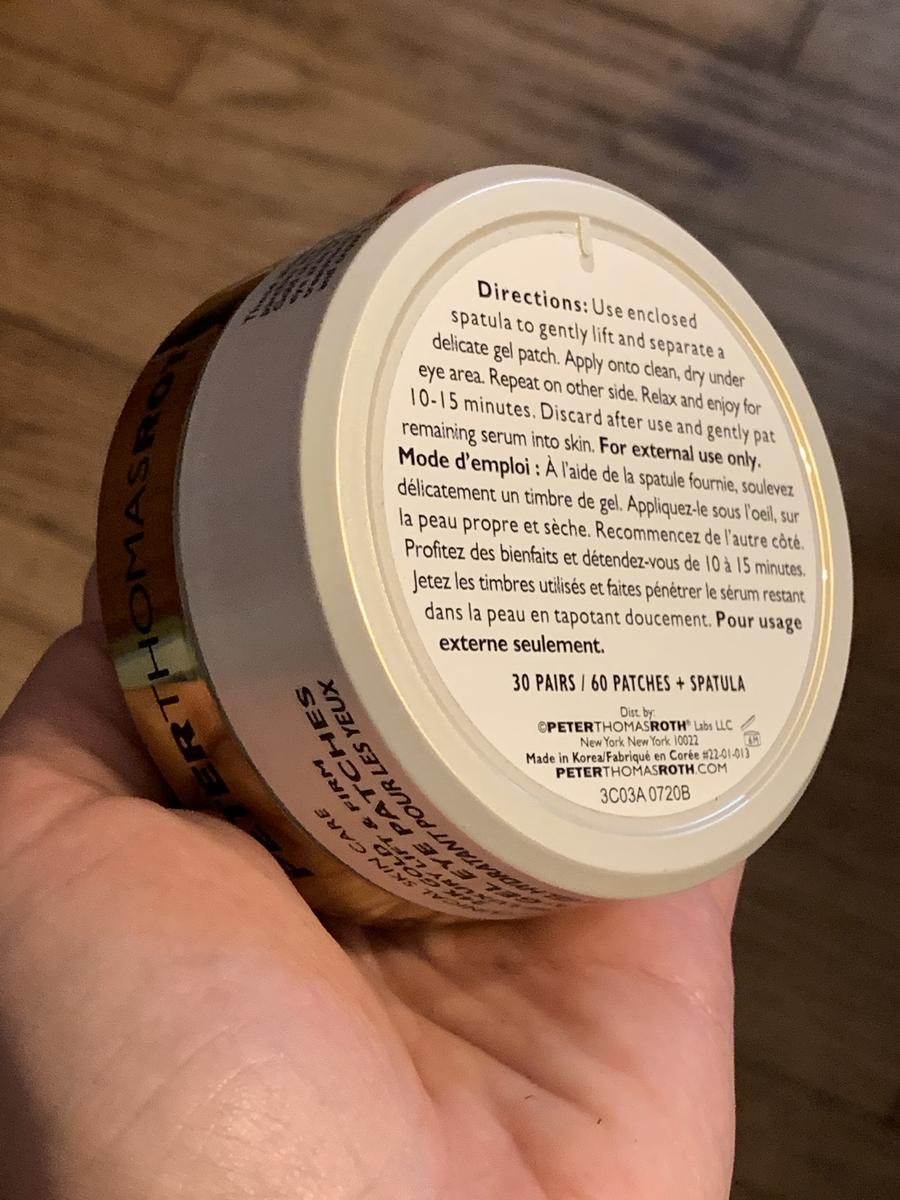 Directions: Use enclosed
spatula to gently lift and separate a
delicate gel patch. Apply onto clean, dry under
eye area. Repeat on other side. Relax and enjoy for
10-15 minutes. Discard after use and gently pat
remaining serum into skin. For external use only.
Mode d'emploi : À l'aide de la spatule fournie, soulevez
délicatement un timbre de gel. Appliquez-le sous l'oeil, sur
la peau propre et sèche. Recommencez de l'autre côté.
Profitez des bienfaits et détendez-vous de 10 à 15 minutes.
Jetez les timbres utilisés et faites pénétrer le sérum restant
dans la peau en tapotant doucement. Pour usage
externe seulement.
30 PAIRS / 60 PATCHES + SPATULA
Dist. by:
©PETERTHOMASROTH® Labs LLC
New York New York 10022
6M
Made in Korea/Fabriqué en Corée #22-01-013
PETERTHOMASROTH.COM
3C03A 0720B
PETERTHOMASROTH
SKIN CARE
GOLD
LIFT & FIRM
EYE PATCHES
POUR LES YEUX